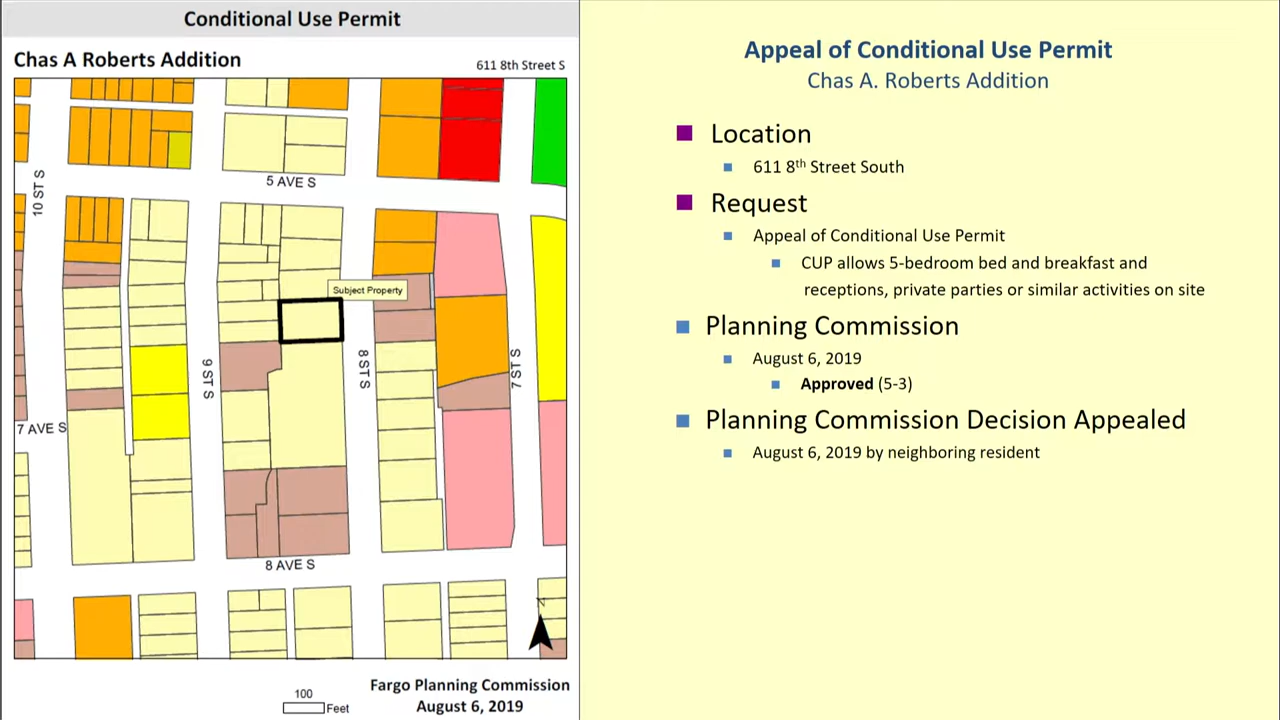 Conditional Use Permit
Chas A Roberts Addition
611 8th Street S
5 AVE S
10 ST S
Subject Property
9 ST S
8 ST S
7 ST S
7 AVE S
8 AVE S
N
100
Feet
Fargo Planning Commission
August 6, 2019
Appeal of Conditional Use Permit
Chas A. Roberts Addition
Location
611 8th Street South
Request
Appeal of Conditional Use Permit
CUP allows 5-bedroom bed and breakfast and
receptions, private parties or similar activities on site
Planning Commission
August 6, 2019
Approved (5-3)
Planning Commission Decision Appealed
August 6, 2019 by neighboring resident